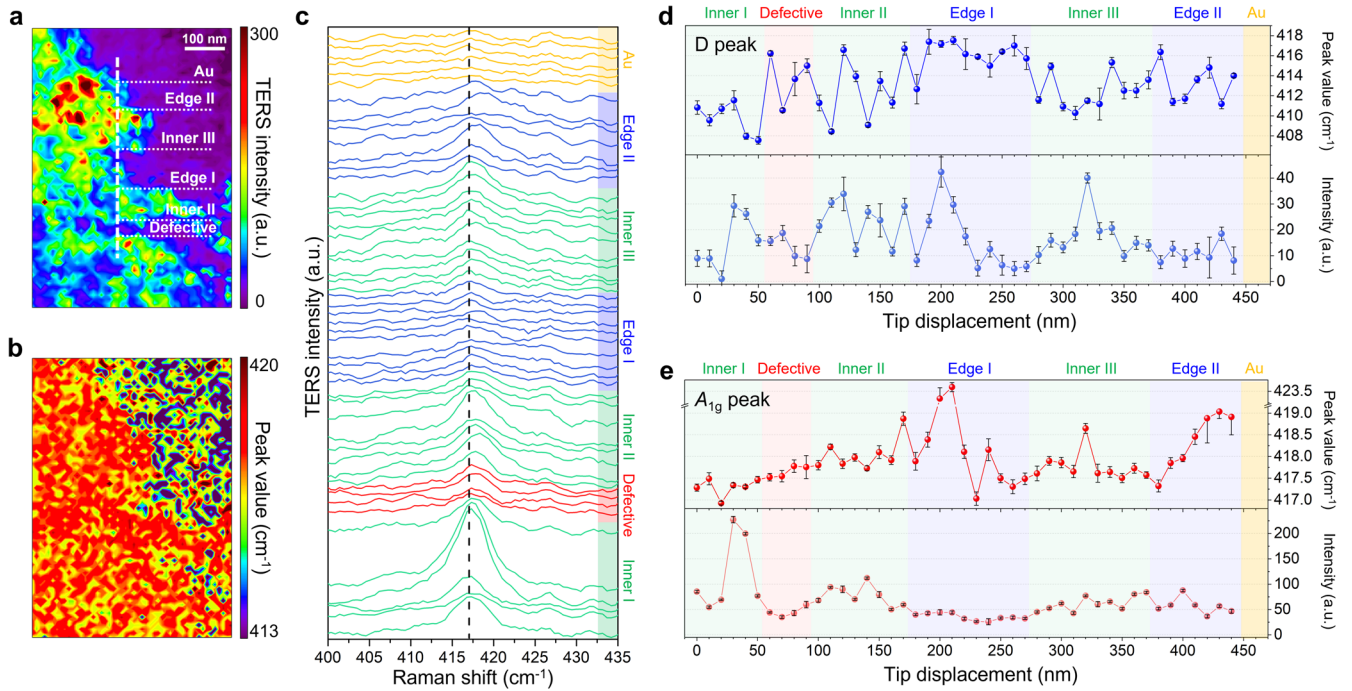 a
300
100 nm
Au
Edge II
Inner III
Edge I
Inner II
Defective
TERS intensity (a.u.)
0
b
420
Peak value (cm⁻¹)
413
c
Au
Edge II
Inner III
Edge I
Inner II
Defective
Inner I
TERS intensity (a.u.)
400 405 410 415 420 425 430 435
Raman shift (cm⁻¹)
d
Inner I Defective Inner II Edge I Inner III Edge II Au
D peak
418
416
414
412
410
408
Peak value (cm⁻¹)
40
30
20
10
0
Intensity (a.u.)
0 50 100 150 200 250 300 350 400 450
Tip displacement (nm)
e
Inner I Defective Inner II Edge I Inner III Edge II Au
A₁g peak
423.5
419.0
418.5
418.0
417.5
417.0
Peak value (cm⁻¹)
200
150
100
50
0
Intensity (a.u.)
0 50 100 150 200 250 300 350 400 450
Tip displacement (nm)